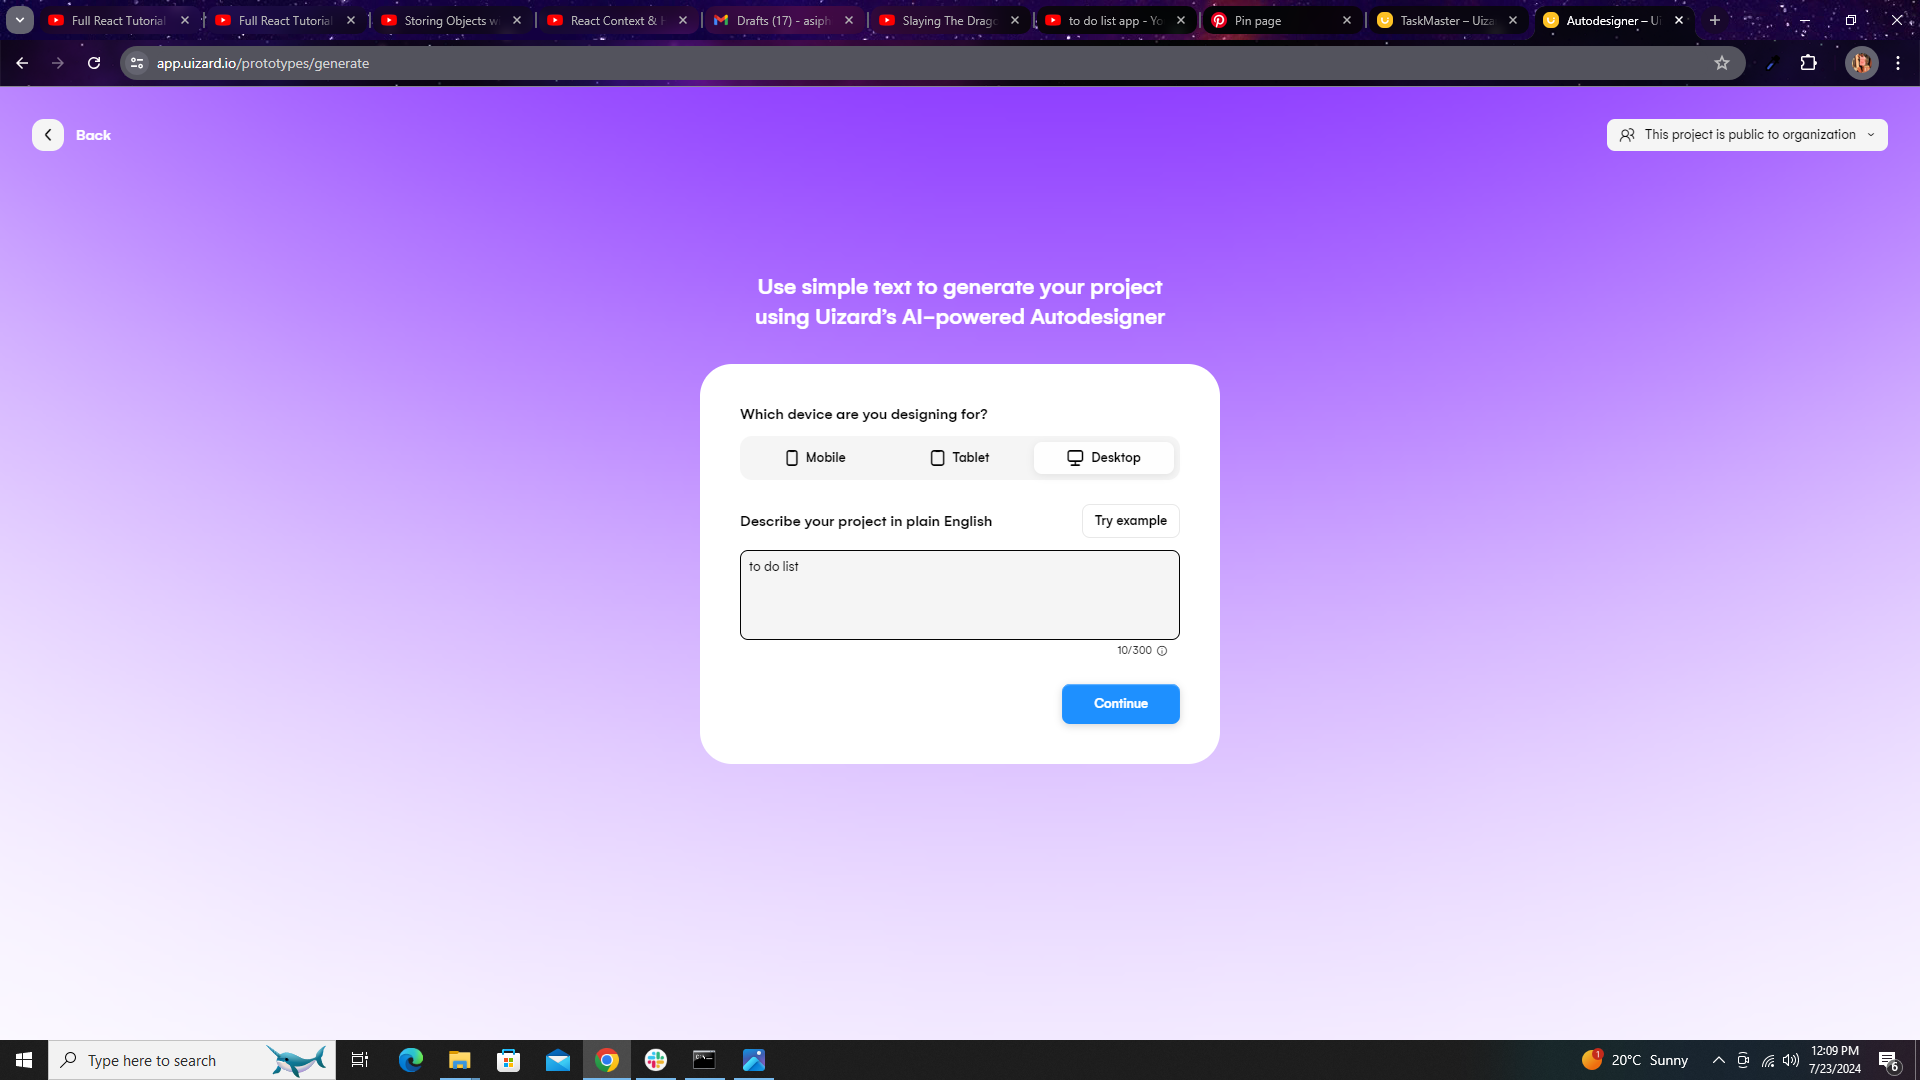 Full React Tutorial
Full React Tutorial
Storing Objects w
React Context & H
Drafts (17) - asiph
Slaying The Drago
to do list app - Yo
Pin page
TaskMaster – Uiza
Autodesigner – Ui
app.uizard.io/prototypes/generate
Back
This project is public to organization
Use simple text to generate your project
using Uizard's AI-powered Autodesigner
Which device are you designing for?
Mobile
Tablet
Desktop
Describe your project in plain English
Try example
to do list
10/300
Continue
Type here to search
1
20°C Sunny
12:09 PM
7/23/2024
6